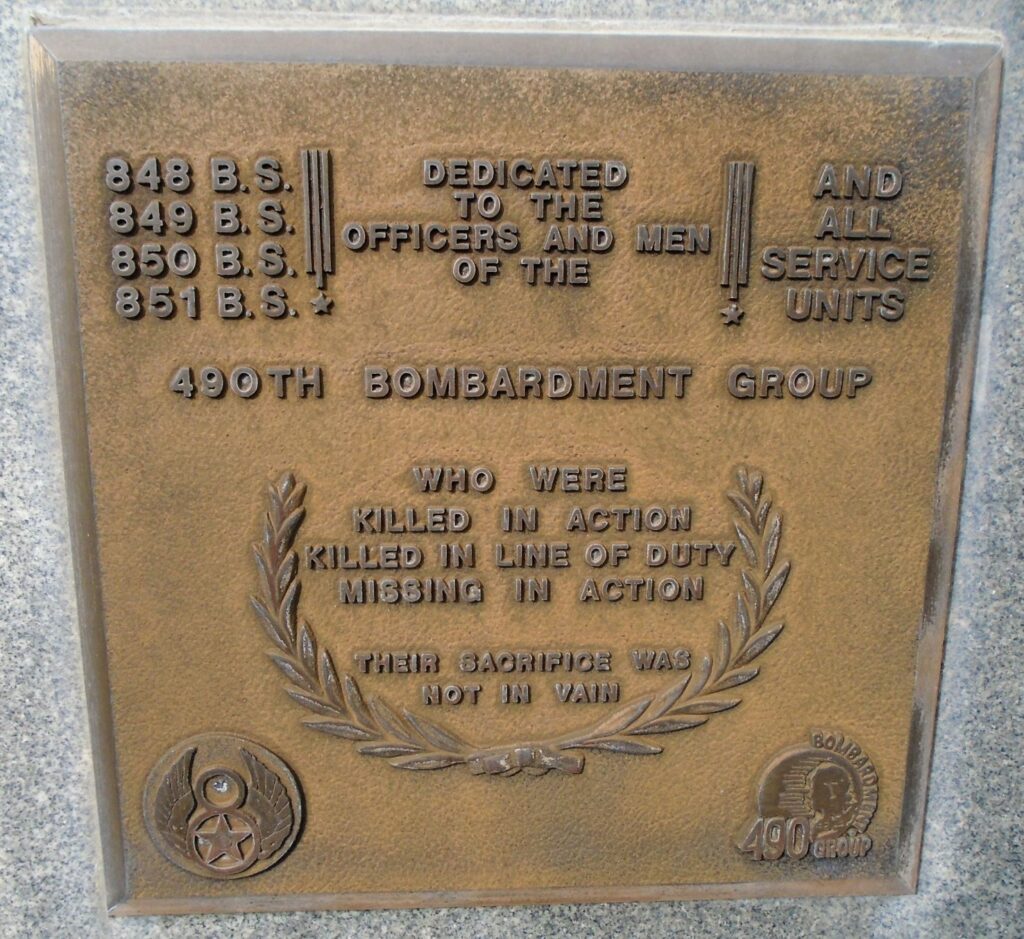 848 B.S.
849 B.S.
850 B.S.
851 B.S.
DEDICATED
TO THE
OFFICERS AND MEN
OF THE
AND
ALL
SERVICE
UNITS
490TH BOMBARDMENT GROUP
WHO WERE
KILLED IN ACTION
KILLED IN LINE OF DUTY
MISSING IN ACTION
THEIR SACRIFICE WAS
NOT IN VAIN
8
BOMBARDMENT
490 GROUP